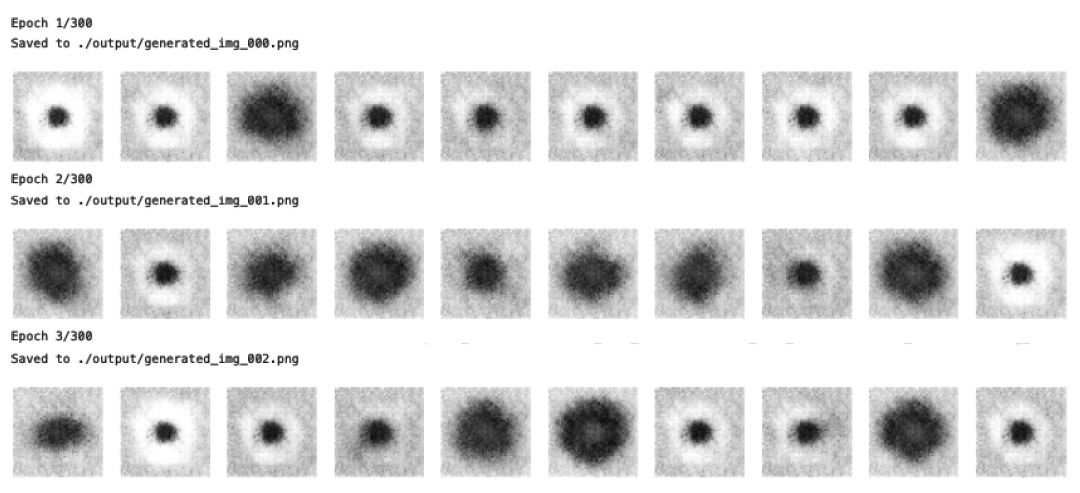 Epoch 1/300
Saved to ./output/generated_img_000.png
Epoch 2/300
Saved to ./output/generated_img_001.png
Epoch 3/300
Saved to ./output/generated_img_002.png